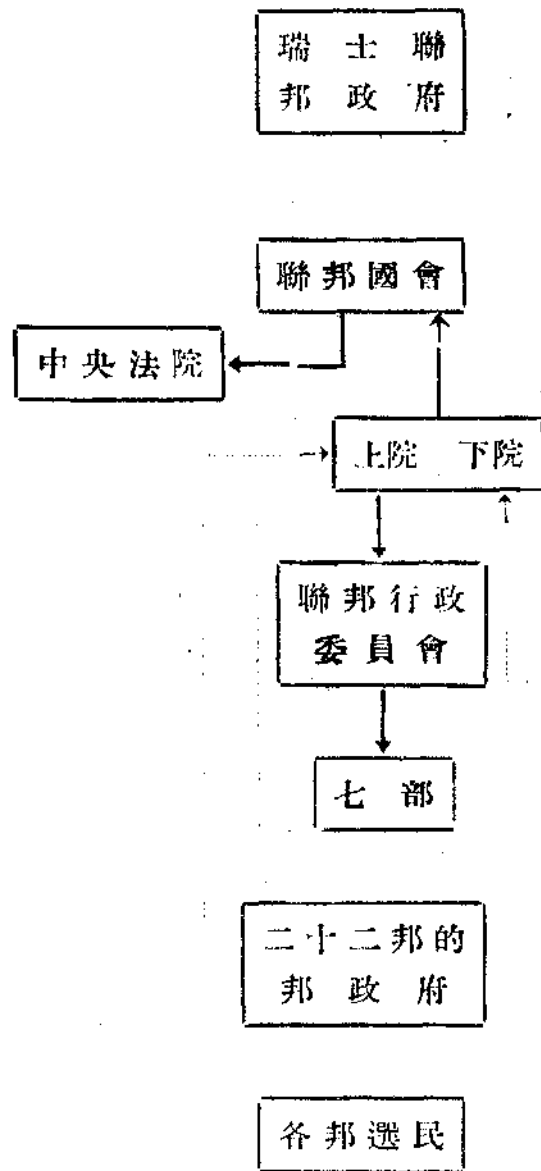 瑞士聯
邦政府
聯邦國會
中央法院
上院 下院
聯邦行政
委員會
七部
二十二邦的
邦政府
各邦選民